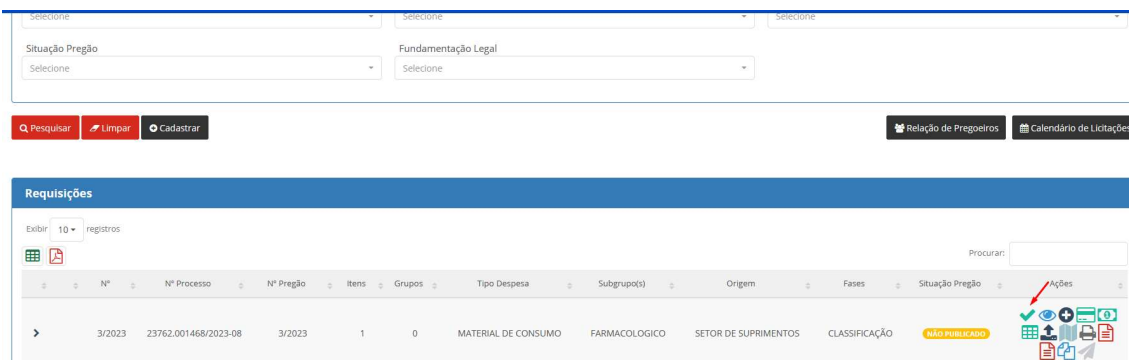 Selecione Selecione Selecione
Situação Pregão Fundamentação Legal
Selecione Selecione
Pesquisar Limpar Cadastrar Relação de Pregoeiros Calendário de Licitações
Requisições
Exibir 10 registros
Procurar:
Nº Nº Processo Nº Pregão Itens Grupos Tipo Despesa Subgrupo(s) Origem Fases Situação Pregão Ações
3/2023 23762.001468/2023-08 3/2023 1 0 MATERIAL DE CONSUMO FARMACOLOGICO SETOR DE SUPRIMENTOS CLASSIFICAÇÃO NÃO PUBLICADO